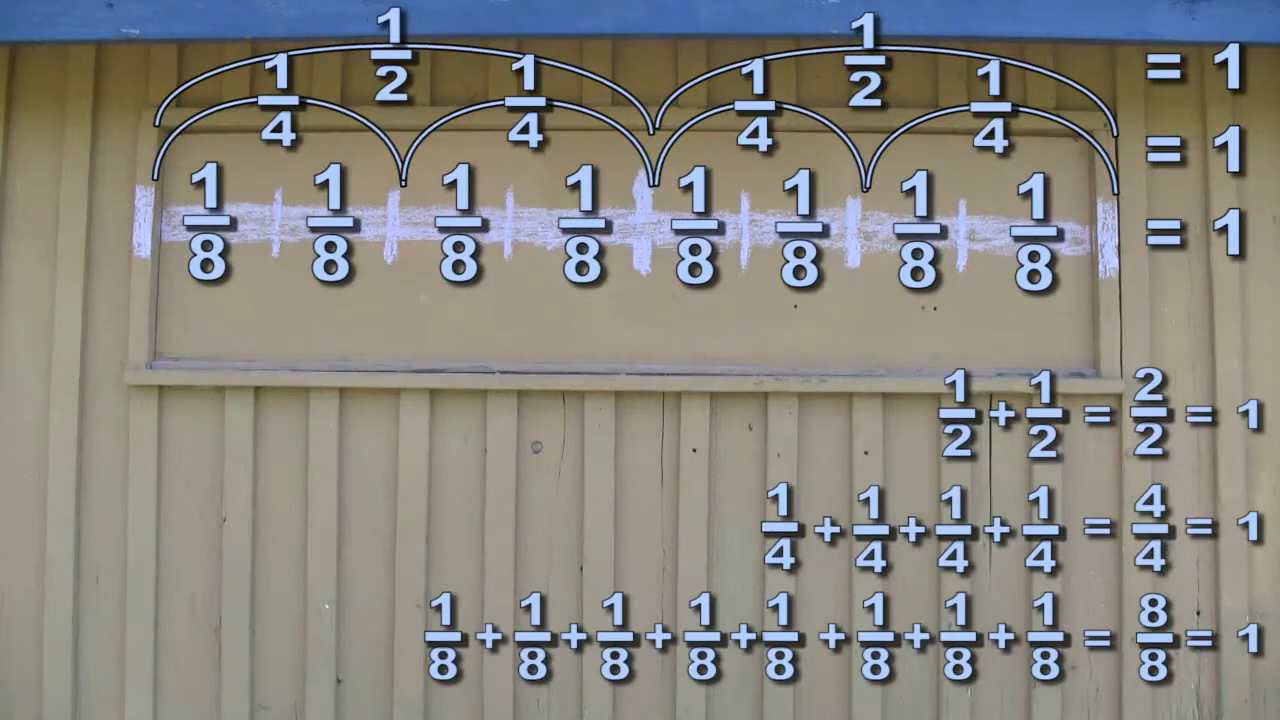 1/2 1/2 = 1
1/4 1/4 1/4 1/4 = 1
1/8 1/8 1/8 1/8 1/8 1/8 1/8 1/8 = 1
1/2 + 1/2 = 2/2 = 1
1/4 + 1/4 + 1/4 + 1/4 = 4/4 = 1
1/8 + 1/8 + 1/8 + 1/8 + 1/8 + 1/8 + 1/8 + 1/8 = 8/8 = 1